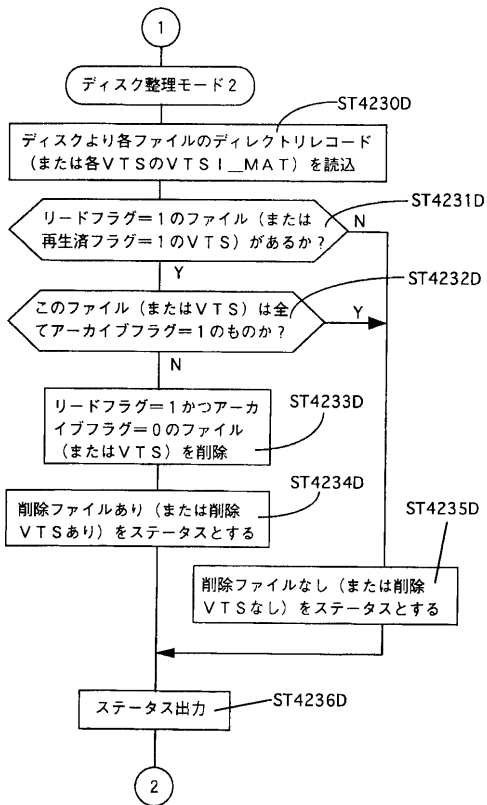 1
ディスク整理モード2
ST4230D
ディスクより各ファイルのディレクトリレコード
(または各VTSのVTSI__MAT)を読込
ST4231D
リードフラグ=1のファイル(または
再生済フラグ=1のVTS)があるか?
N
Y
ST4232D
このファイル(またはVTS)は全
てアーカイブフラグ=1のものか?
Y
N
ST4233D
リードフラグ=1かつアーカ
イブフラグ=0のファイル
(またはVTS)を削除
ST4234D
削除ファイルあり(または削除
VTSあり)をステータスとする
ST4235D
削除ファイルなし(または削除
VTSなし)をステータスとする
ステータス出力
ST4236D
2